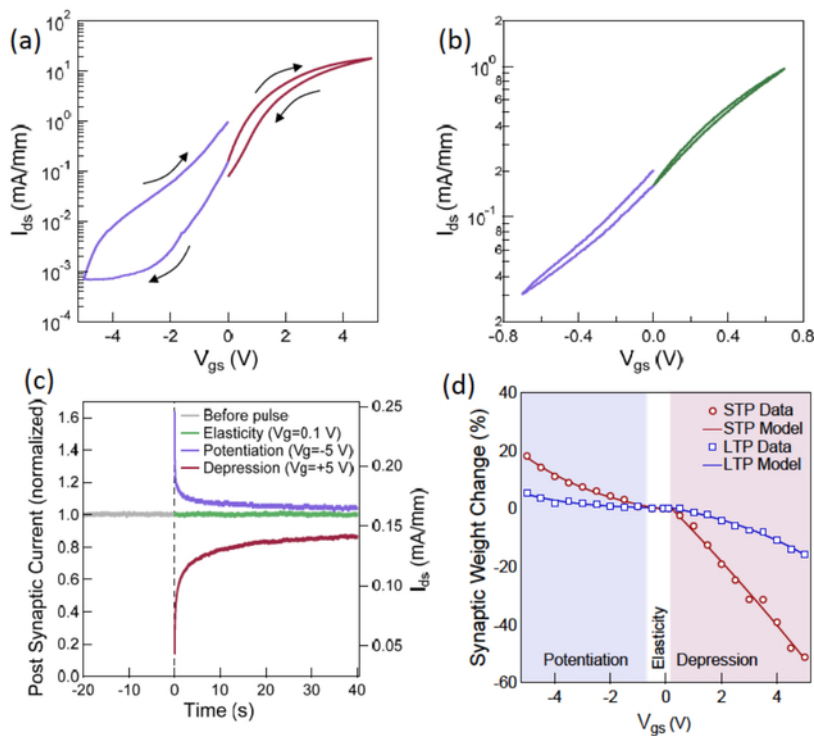 (a)
10²
10¹
10⁰
10⁻¹
10⁻²
10⁻³
10⁻⁴
I_ds (mA/mm)
-4 -2 0 2 4
V_gs (V)
(b)
2
10⁰
8
6
4
2
10⁻¹
8
6
4
2
I_ds (mA/mm)
-0.8 -0.4 0.0 0.4 0.8
V_gs (V)
(c)
Post Synaptic Current (normalized)
1.6
1.4
1.2
1.0
0.8
0.6
0.4
0.2
0.0
Before pulse
Elasticity (Vg=0.1 V)
Potentiation (Vg=-5 V)
Depression (Vg=+5 V)
0.25
0.20
0.15
0.10
0.05
I_ds (mA/mm)
-20 -10 0 10 20 30 40
Time (s)
(d)
Synaptic Weight Change (%)
40
20
0
-20
-40
-60
STP Data
STP Model
LTP Data
LTP Model
Potentiation
Elasticity
Depression
-4 -2 0 2 4
V_gs (V)